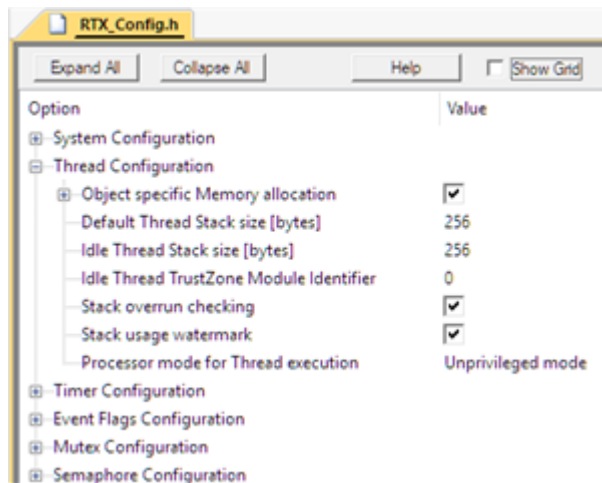 RTX_Config.h
Expand All Collapse All Help Show Grid
Option Value
System Configuration
Thread Configuration
Object specific Memory allocation
Default Thread Stack size [bytes] 256
Idle Thread Stack size [bytes] 256
Idle Thread TrustZone Module Identifier 0
Stack overrun checking
Stack usage watermark
Processor mode for Thread execution Unprivileged mode
Timer Configuration
Event Flags Configuration
Mutex Configuration
Semaphore Configuration